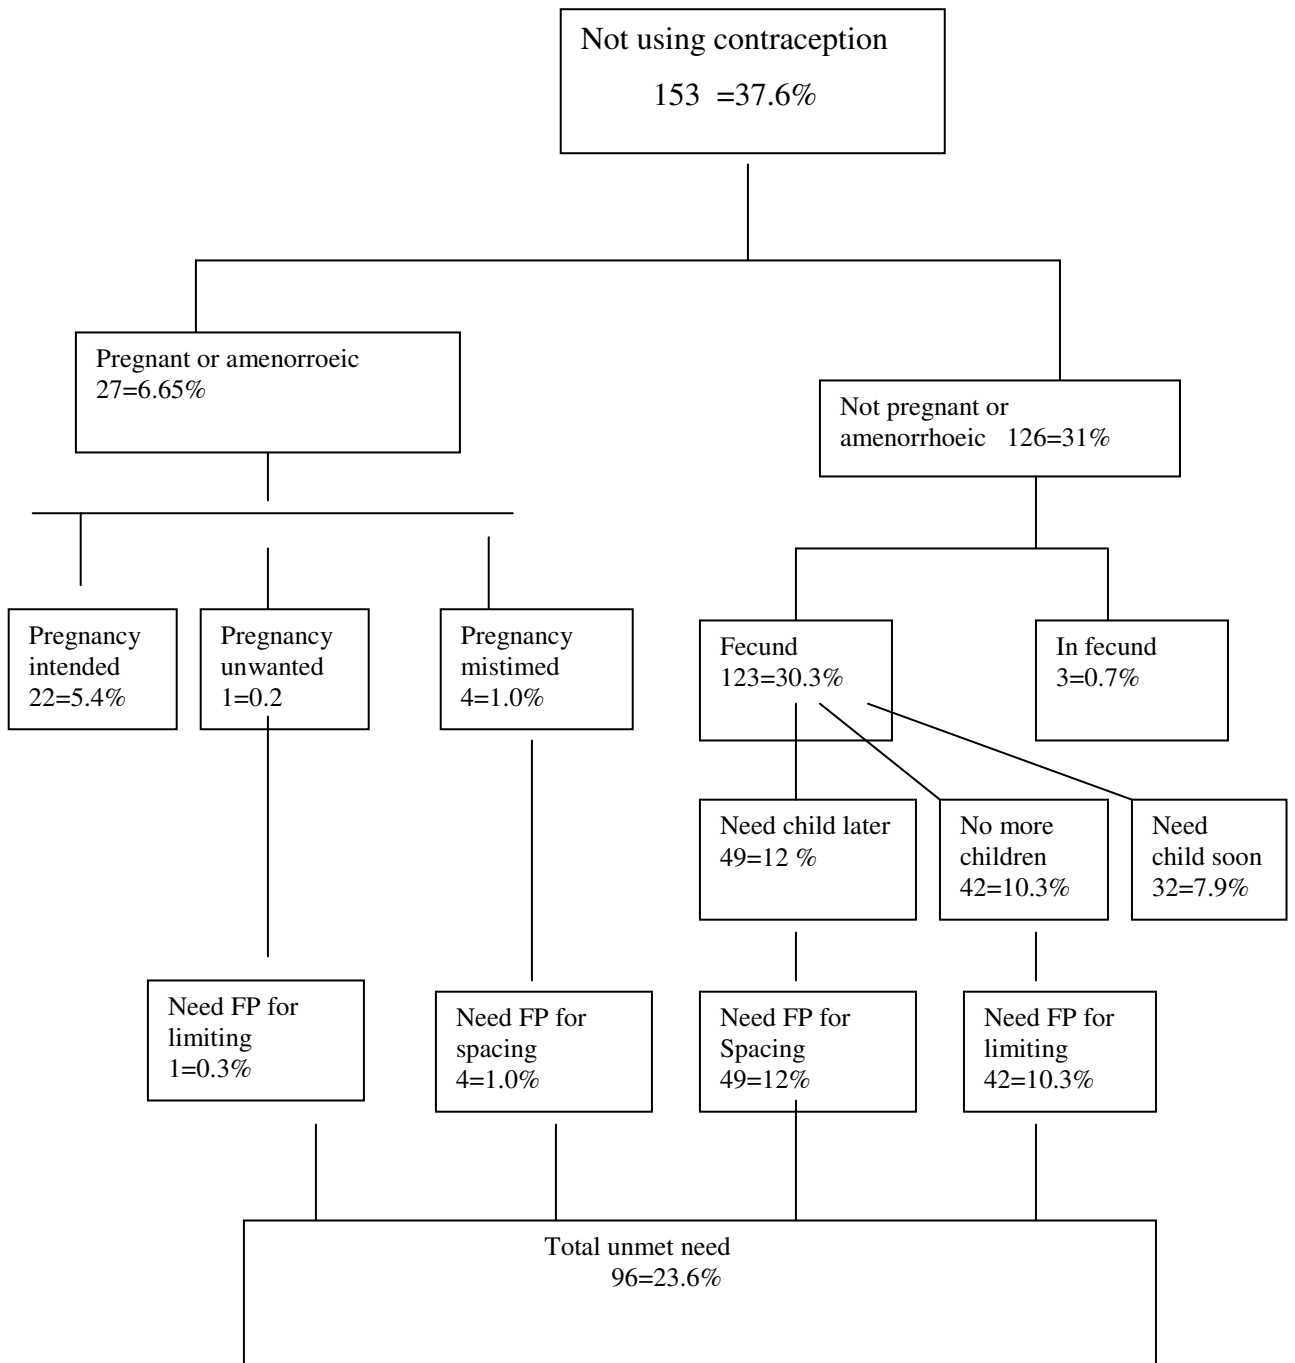 Not using contraception
153 =37.6%
Pregnant or amenorroeic
27=6.65%
Not pregnant or
amenorrhoeic 126=31%
Pregnancy
intended
22=5.4%
Pregnancy
unwanted
1=0.2
Pregnancy
mistimed
4=1.0%
Fecund
123=30.3%
In fecund
3=0.7%
Need child later
49=12 %
No more
children
42=10.3%
Need
child soon
32=7.9%
Need FP for
limiting
1=0.3%
Need FP for
spacing
4=1.0%
Need FP for
Spacing
49=12%
Need FP for
limiting
42=10.3%
Total unmet need
96=23.6%